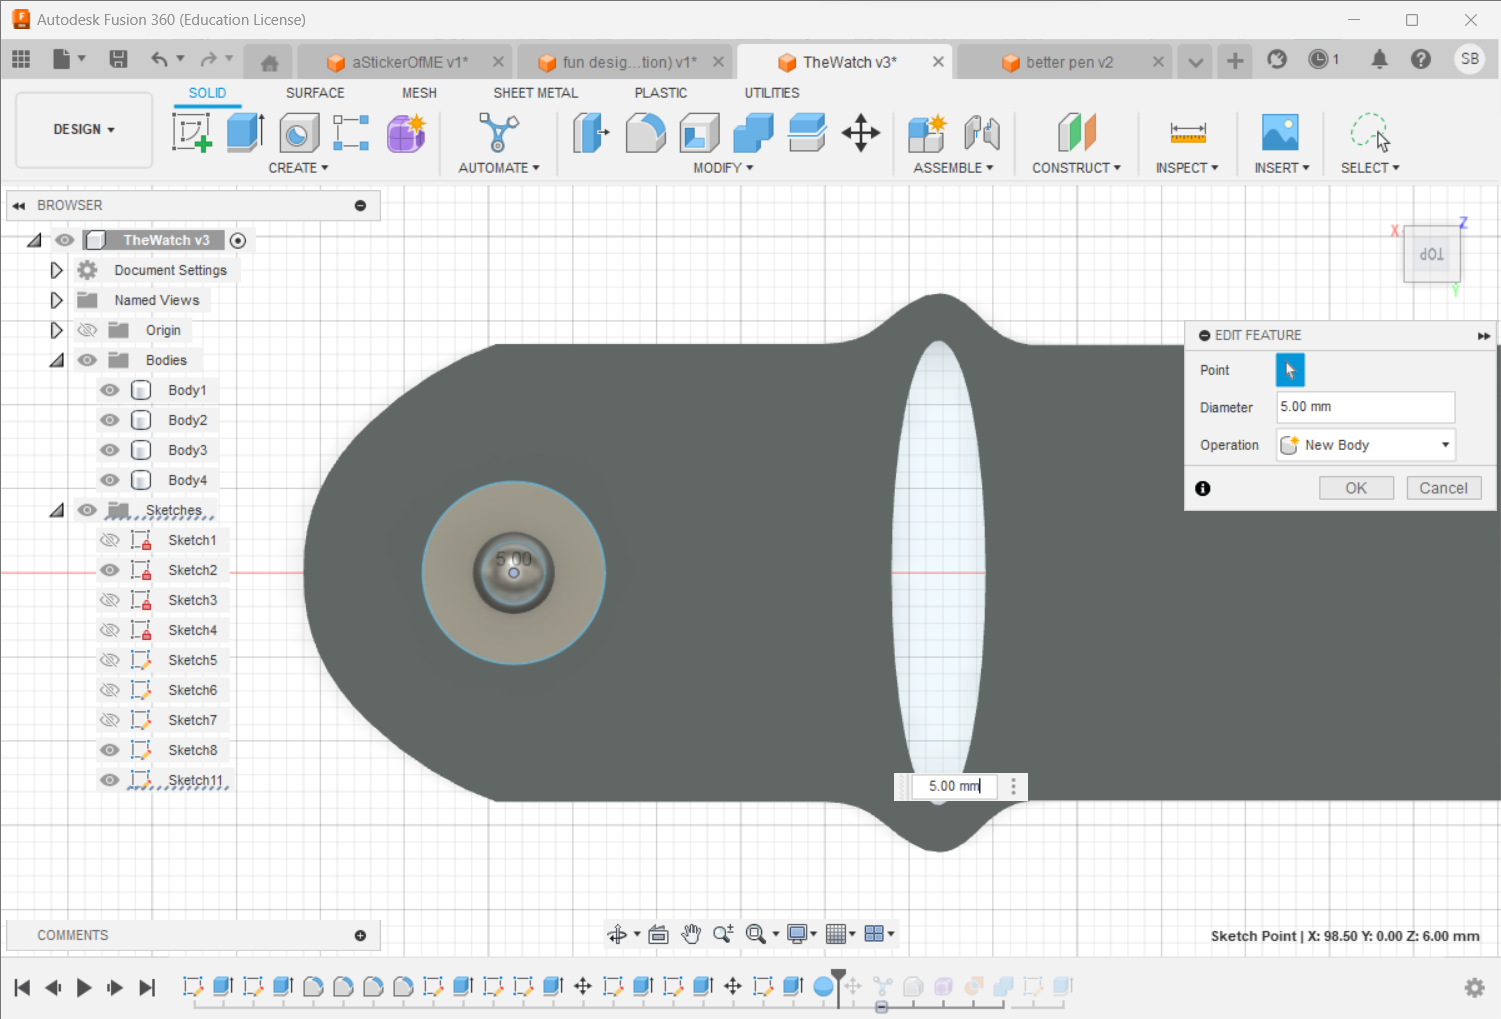 Autodesk Fusion 360 (Education License)
aStickerOfME v1*
fun desig...tion) v1*
TheWatch v3*
better pen v2
1
SB
SOLID
SURFACE
MESH
SHEET METAL
PLASTIC
UTILITIES
DESIGN
CREATE
AUTOMATE
MODIFY
ASSEMBLE
CONSTRUCT
INSPECT
INSERT
SELECT
BROWSER
TheWatch v3
Document Settings
Named Views
Origin
Bodies
Body1
Body2
Body3
Body4
Sketches
Sketch1
Sketch2
Sketch3
Sketch4
Sketch5
Sketch6
Sketch7
Sketch8
Sketch11
X
Z
TOP
Y
EDIT FEATURE
Point
Diameter 5.00 mm
Operation New Body
OK Cancel
5.00
5.00 mm
COMMENTS
Sketch Point | X: 98.50 Y: 0.00 Z: 6.00 mm